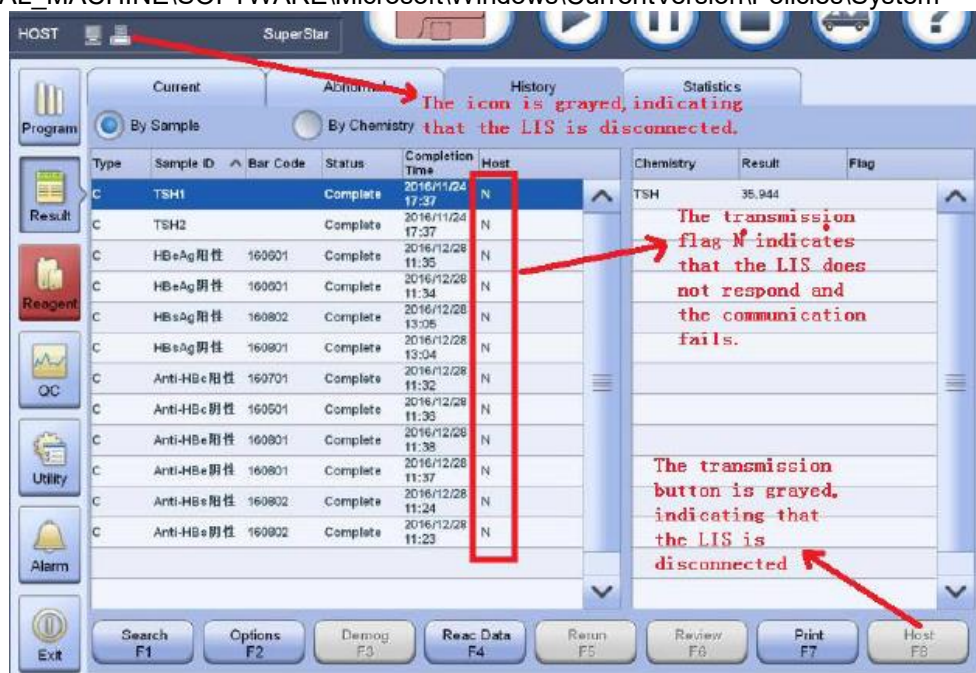 AL_MACHINE\SOFTWARE\Microsoft\Windows\CurrentVersion\Policies\System
HOST SuperStar ?
Current Abnormal History Statistics
The icon is grayed, indicating
that the LIS is disconnected.
By Sample By Chemistry
Type Sample ID Bar Code Status Completion Time Host
C TSH1 Complete 2016/11/24 17:37 N
C TSH2 Complete 2016/11/24 17:37 N
C HBeAg阳性 160601 Complete 2016/12/28 11:35 N
C HBeAg阴性 160601 Complete 2016/12/28 11:34 N
C HBsAg阳性 160802 Complete 2016/12/28 13:05 N
C HBsAg阴性 160801 Complete 2016/12/28 13:04 N
C Anti-HBc阳性 160701 Complete 2016/12/28 11:32 N
C Anti-HBc阴性 160501 Complete 2016/12/28 11:36 N
C Anti-HBe阳性 160801 Complete 2016/12/28 11:38 N
C Anti-HBe阴性 160801 Complete 2016/12/28 11:37 N
C Anti-HBs阳性 160802 Complete 2016/12/28 11:24 N
C Anti-HBs阴性 160802 Complete 2016/12/28 11:23 N
Chemistry Result Flag
TSH 35.944
The transmission
flag N indicates
that the LIS does
not respond and
the communication
fails.
The transmission
button is grayed,
indicating that
the LIS is
disconnected
Program
Result
Reagent
QC
Utility
Alarm
Exit
Search F1
Options F2
Demog F3
Reac Data F4
Rerun F5
Review F6
Print F7
Host F8